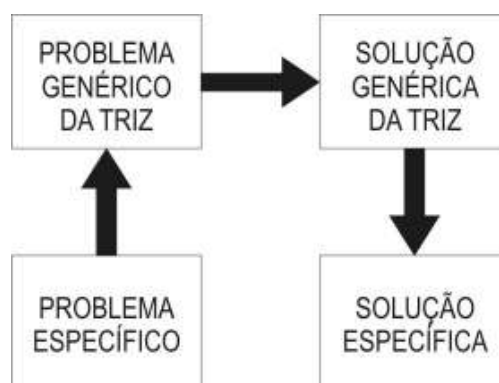 PROBLEMA
GENÉRICO
DA TRIZ
SOLUÇÃO
GENÉRICA
DA TRIZ
PROBLEMA
ESPECÍFICO
SOLUÇÃO
ESPECÍFICA